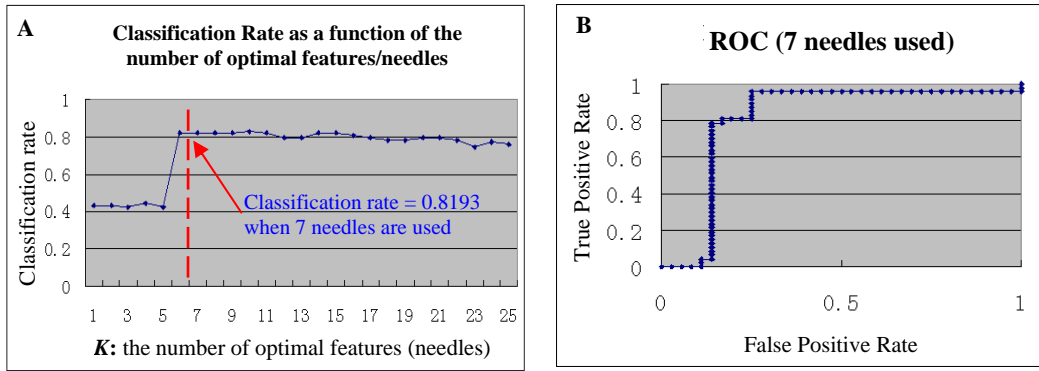 A
Classification Rate as a function of the
number of optimal features/needles
Classification rate
1
0.8
0.6
0.4
0.2
0
Classification rate = 0.8193
when 7 needles are used
1 3 5 7 9 11 13 15 17 19 21 23 25
K: the number of optimal features (needles)
B
ROC (7 needles used)
True Positive Rate
1
0.8
0.6
0.4
0.2
0
0 0.5 1
False Positive Rate